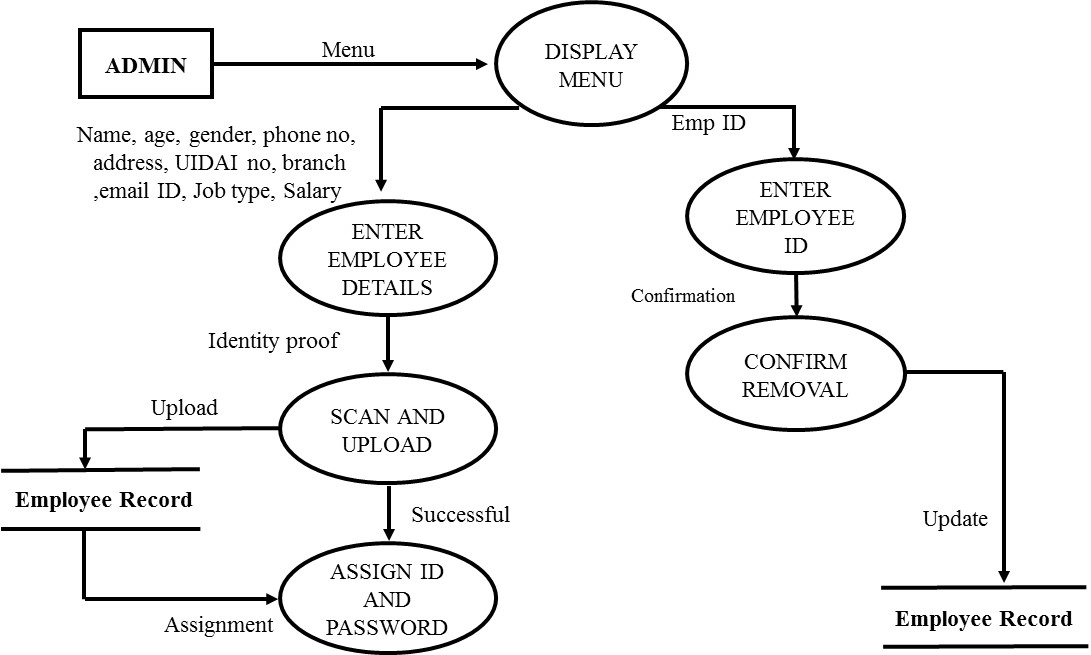 ADMIN
Menu
DISPLAY
MENU
Name, age, gender, phone no,
address, UIDAI no, branch
,email ID, Job type, Salary
Emp ID
ENTER
EMPLOYEE
DETAILS
ENTER
EMPLOYEE
ID
Identity proof
Confirmation
SCAN AND
UPLOAD
CONFIRM
REMOVAL
Upload
Employee Record
Successful
Update
ASSIGN ID
AND
PASSWORD
Assignment
Employee Record